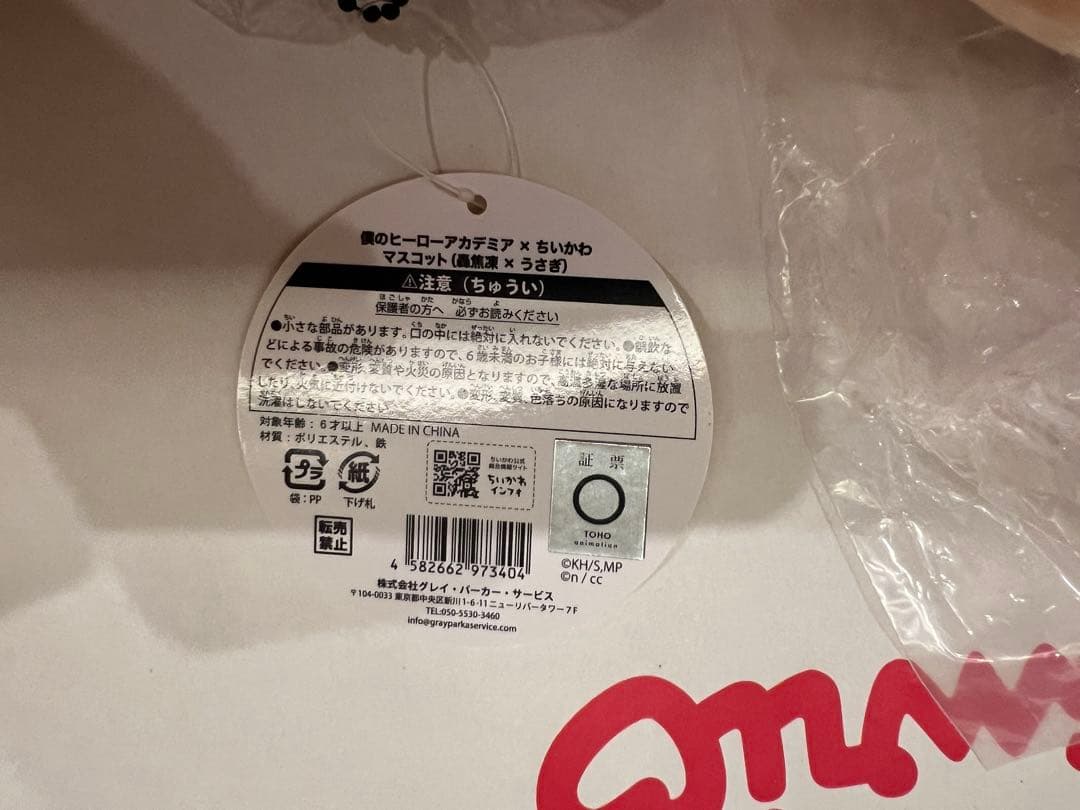 僕のヒーローアカデミア × ちいかわ
マスコット(轟焦凍 × うさぎ)
⚠注意（ちゅうい）
保護者の方へ 必ずお読みください
●小さな部品があります。口の中には絶対に入れないでください。●誤飲な
どによる事故の危険がありますので、6歳未満のお子様には絶対に与えない
でください。●変形、変質や火災の原因となりますので、高温多湿な場所に放置
したり、火気に近付けないでください。●変形、変質、色落ちの原因になりますので
洗濯はしないでください
対象年齢：6才以上 MADE IN CHINA
材質：ポリエステル、鉄
プラ
袋：PP
紙
下げ札
ちいかわ公式
総合情報サイト
ちいかわ
インフォ
証票
TOHO
animation
転売
禁止
4 582662 973404
©KH/S,MP
©n / cc
株式会社グレイ・パーカー・サービス
〒104-0033 東京都中央区新川1-6-11 ニューリバータワー 7F
TEL:050-5530-3460
info@grayparkaservice.com